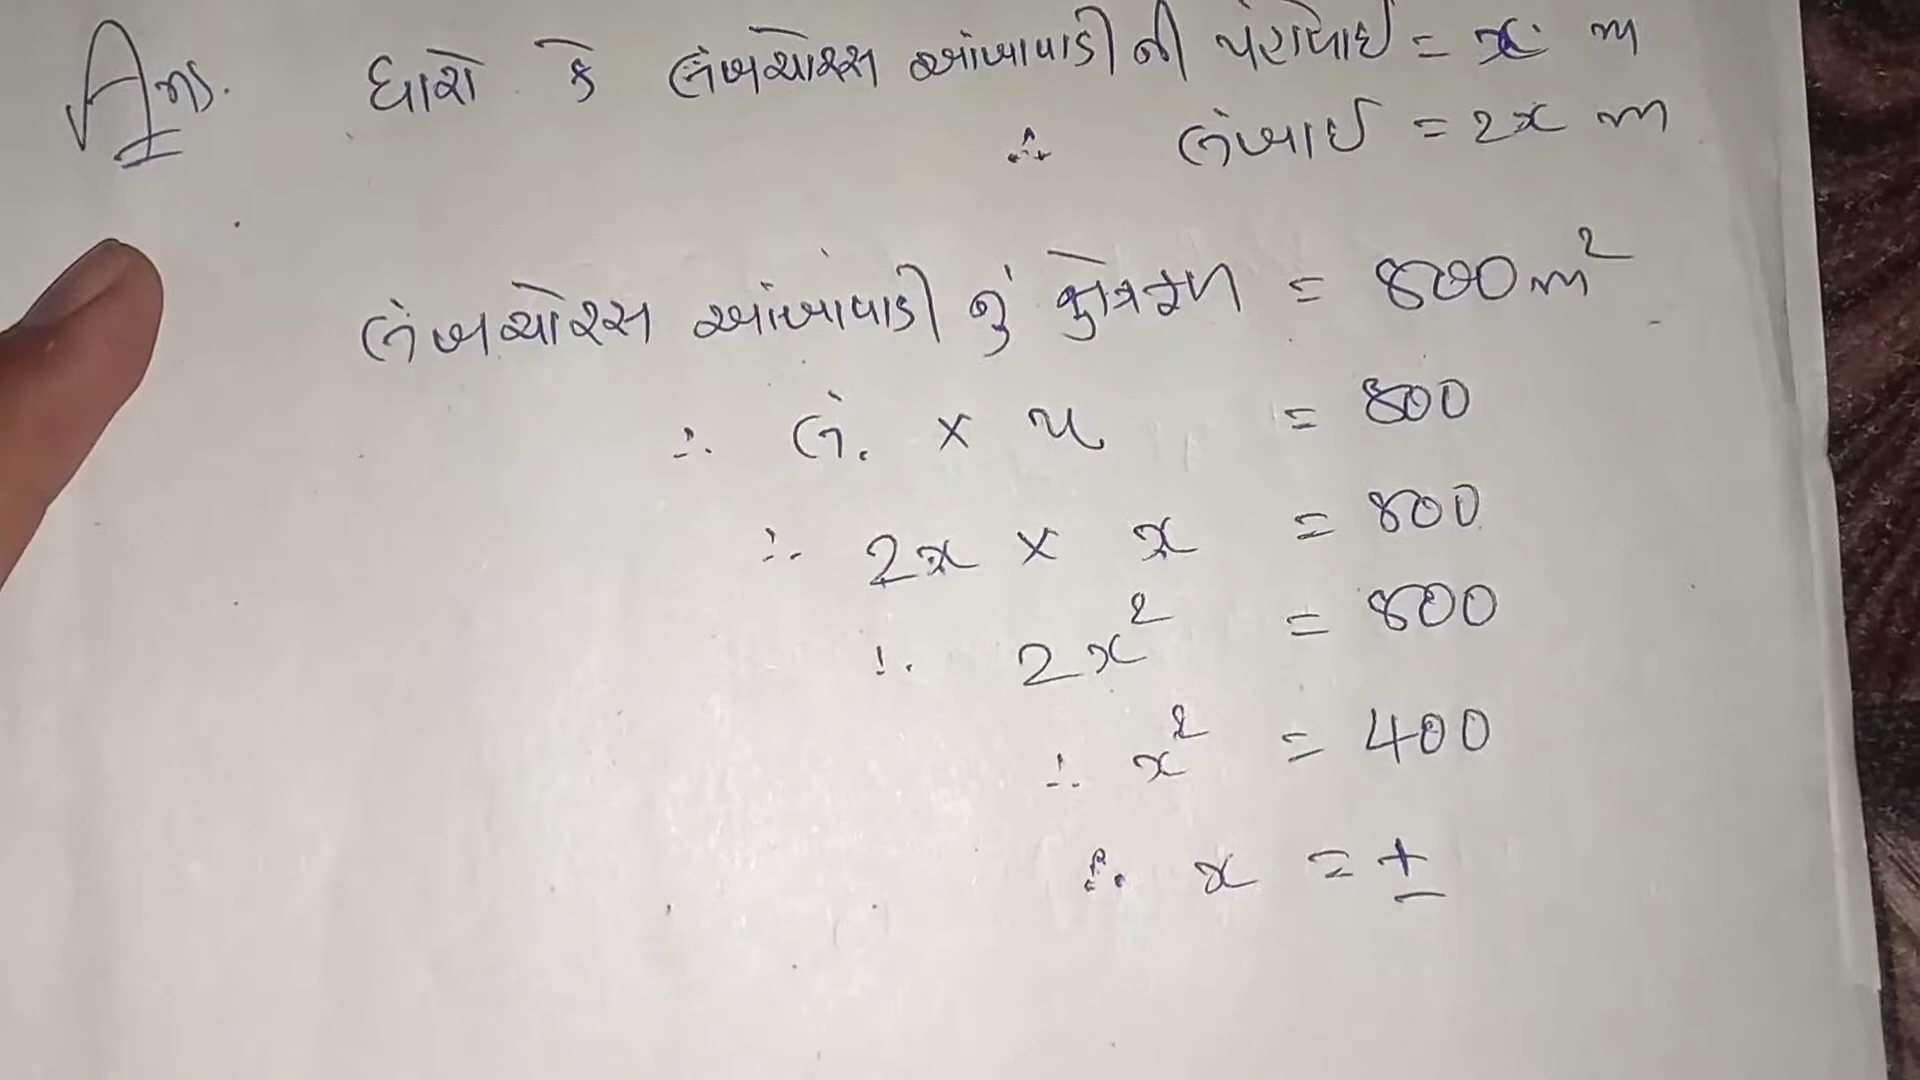 Ans. ધારો કે લંબચોરસ આંબાવાડી ની પહોળાઈ = x m
∴ લંબાઈ = 2x m
લંબચોરસ આંબાવાડી નું ક્ષેત્રફળ = 800 m²
∴ લં. × પ = 800
∴ 2x × x = 800
∴ 2x² = 800
∴ x² = 400
∴ x = ±